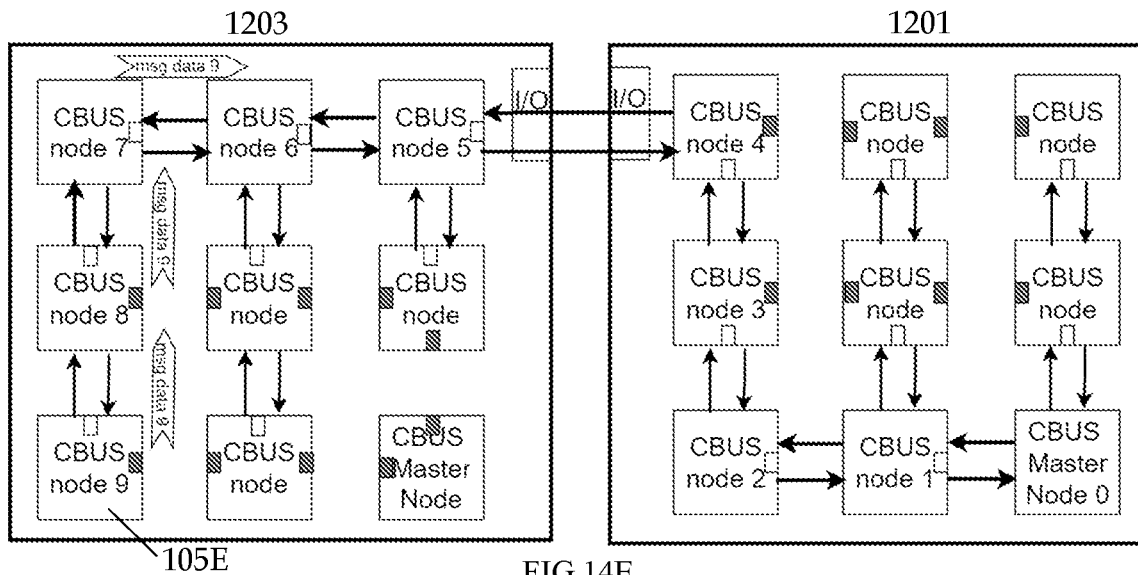 1203
1201
msg data 9
I/O
I/O
CBUS
node 7
CBUS
node 6
CBUS
node 5
CBUS
node 4
CBUS
node
CBUS
node
msg data 9
CBUS
node 8
CBUS
node
CBUS
node
CBUS
node 3
CBUS
node
CBUS
node
msg data 9
CBUS
node 9
CBUS
node
CBUS
Master
Node
CBUS
node 2
CBUS
node 1
CBUS
Master
Node 0
105E
FIG.14E